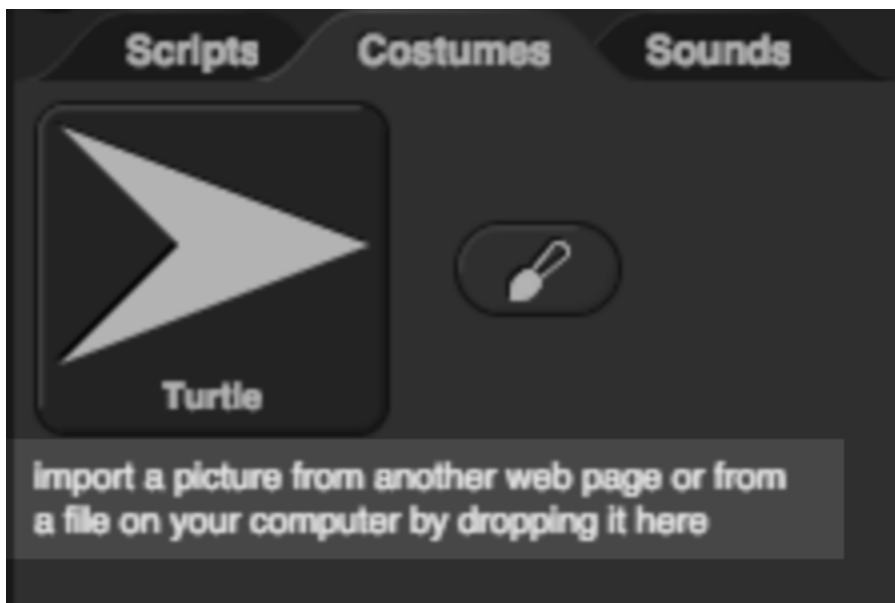 Scripts Costumes Sounds
Turtle
import a picture from another web page or from
a file on your computer by dropping it here